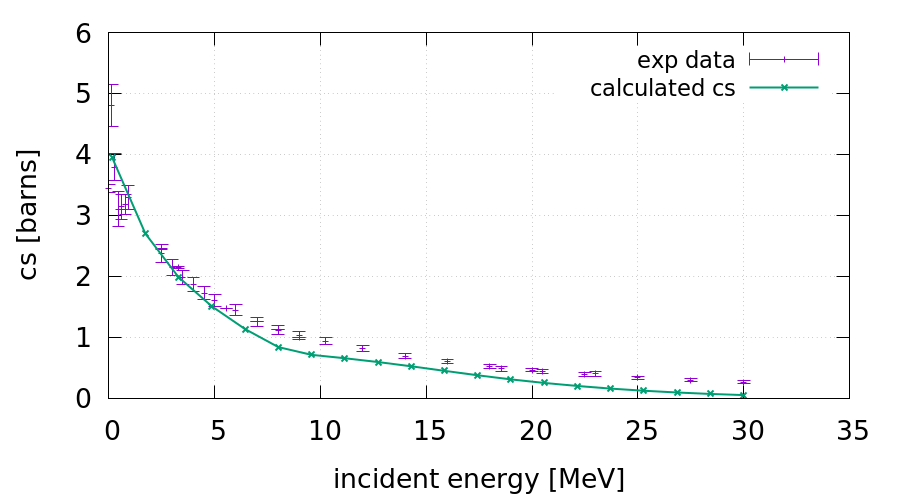 6
5
4
3
2
1
0
cs [barns]
exp data
calculated cs
0 5 10 15 20 25 30 35
incident energy [MeV]